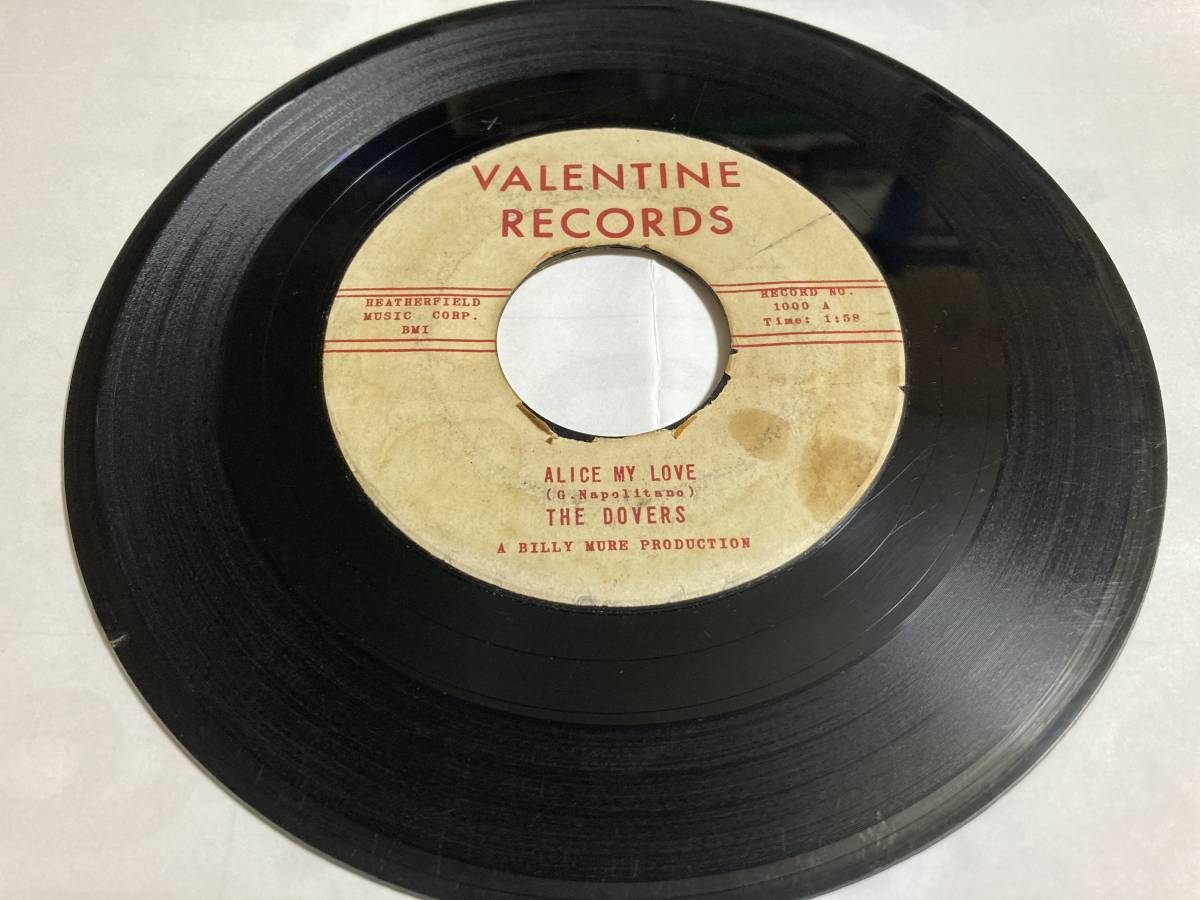 VALENTINE
RECORDS
HEATHERFIELD
MUSIC CORP.
BMI
RECORD NO.
1000 A
Time: 1:58
ALICE MY LOVE
(G. Napolitano)
THE DOVERS
A BILLY MURE PRODUCTION